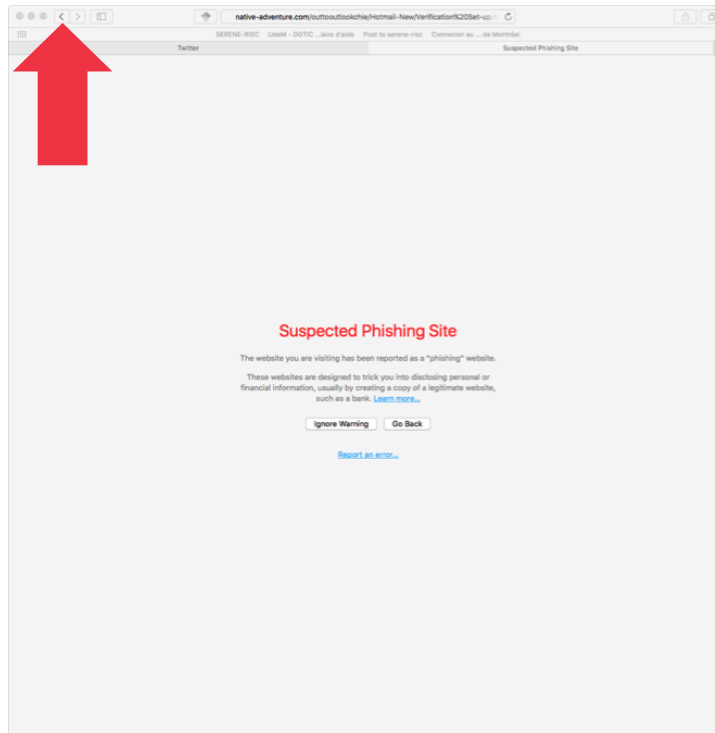 native-adventure.com/outtooutlookchie/Hotmail-New/Verification%20Set-up.h
SERENE-RISC UdeM - DGTIC ...laire d'aide Post to serene-risc Connexion au ... de Montréal
Twitter Suspected Phishing Site
Suspected Phishing Site
The website you are visiting has been reported as a "phishing" website.
These websites are designed to trick you into disclosing personal or
financial information, usually by creating a copy of a legitimate website,
such as a bank. Learn more...
Ignore Warning Go Back
Report an error...